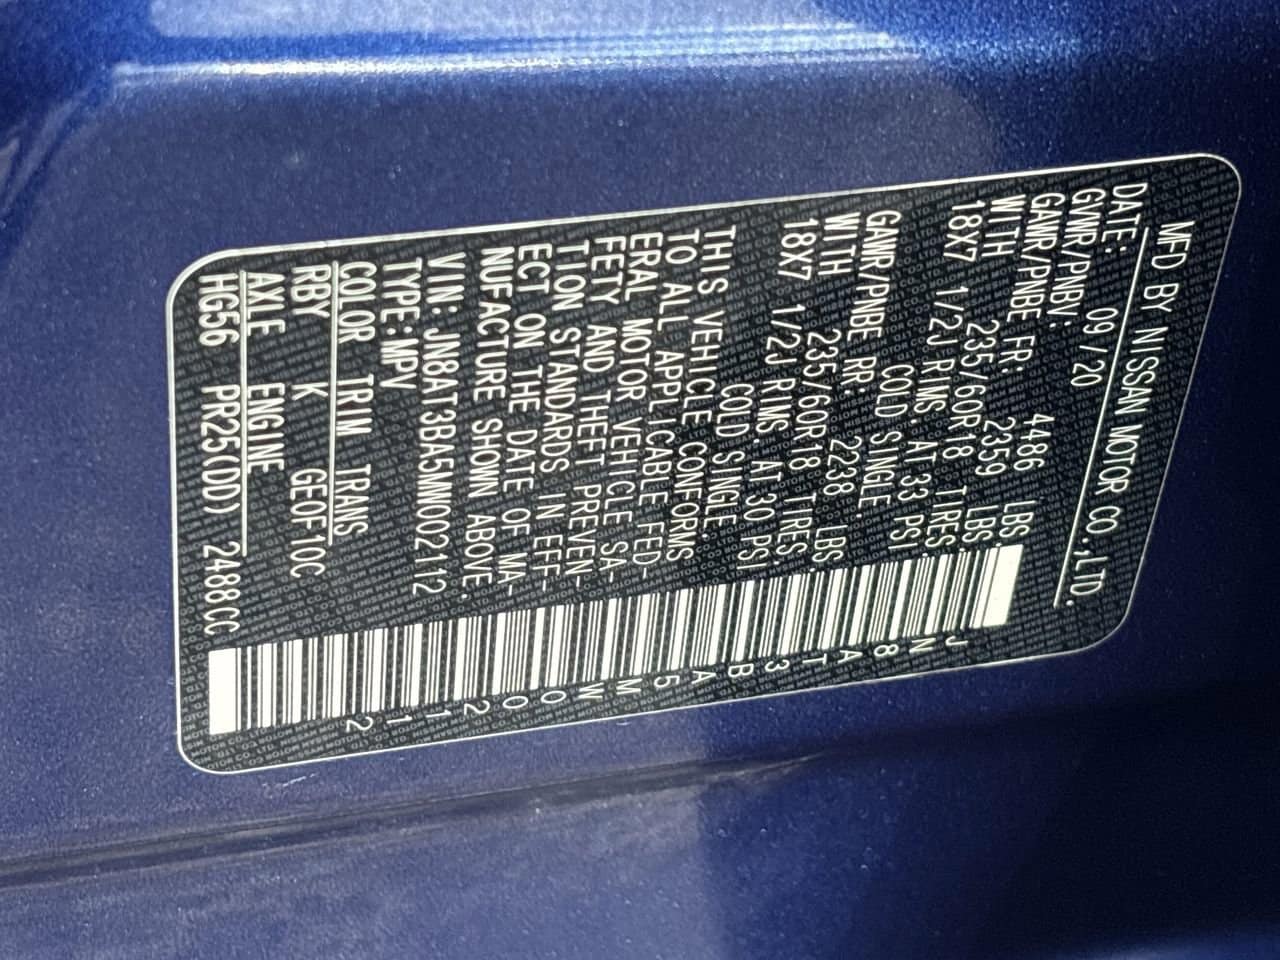 MFD BY NISSAN MOTOR CO.,LTD.
DATE: 09/20
GVWR/PNBV: 4486 LBS
GAWR/PNBE FR: 2359 LBS
WITH 235/60R18 TIRES.
18X7 1/2J RIMS. AT 33 PSI
COLD SINGLE
GAWR/PNBE RR: 2238 LBS
WITH 235/60R18 TIRES.
18X7 1/2J RIMS. AT 30 PSI
COLD SINGLE.
THIS VEHICLE CONFORMS
TO ALL APPLICABLE FED-
ERAL MOTOR VEHICLE SA-
FETY AND THEFT PREVEN-
TION STANDARDS IN EFF-
ECT ON THE DATE OF MA-
NUFACTURE SHOWN ABOVE.
VIN: JN8AT3BA5MW002112
TYPE:MPV
COLOR TRIM TRANS
RBY K GE0F10C
AXLE ENGINE
HG56 PR25(DD) 2488CC
JN8AT3BA5MW002112